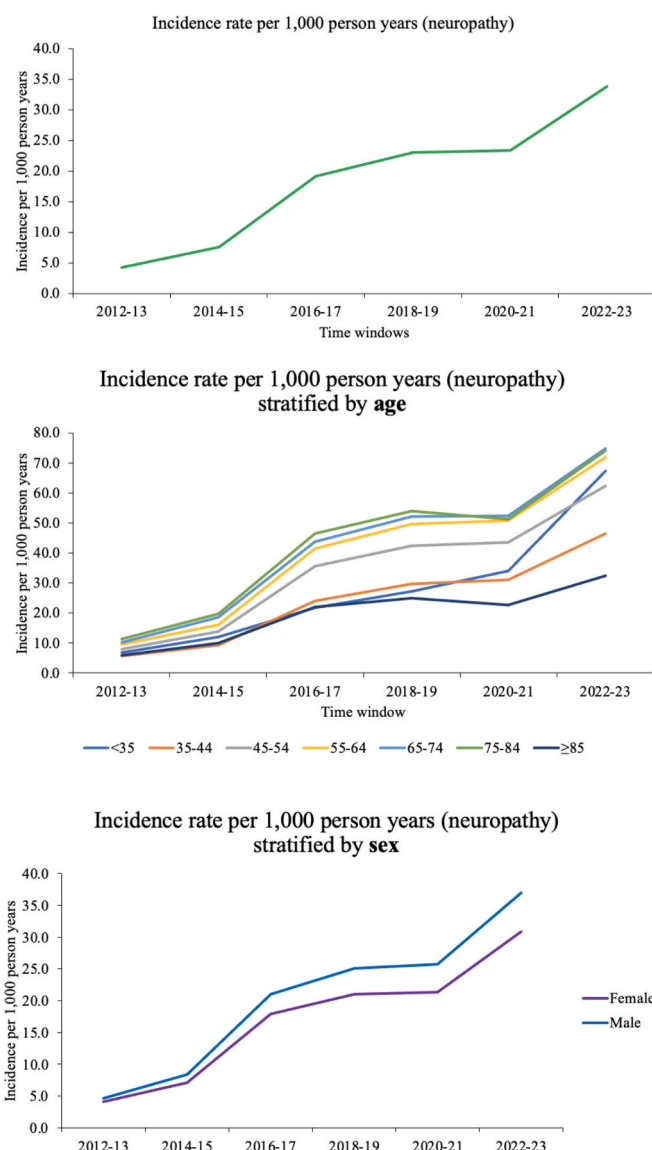 Incidence rate per 1,000 person years (neuropathy)
Incidence per 1,000 person years
40.0
35.0
30.0
25.0
20.0
15.0
10.0
5.0
0.0
2012-13 2014-15 2016-17 2018-19 2020-21 2022-23
Time windows
Incidence rate per 1,000 person years (neuropathy)
stratified by age
Incidence per 1,000 person years
80.0
70.0
60.0
50.0
40.0
30.0
20.0
10.0
0.0
2012-13 2014-15 2016-17 2018-19 2020-21 2022-23
Time window
<35 35-44 45-54 55-64 65-74 75-84 ≥85
Incidence rate per 1,000 person years (neuropathy)
stratified by sex
Incidence per 1,000 person years
40.0
35.0
30.0
25.0
20.0
15.0
10.0
5.0
0.0
Female
Male
2012-13 2014-15 2016-17 2018-19 2020-21 2022-23